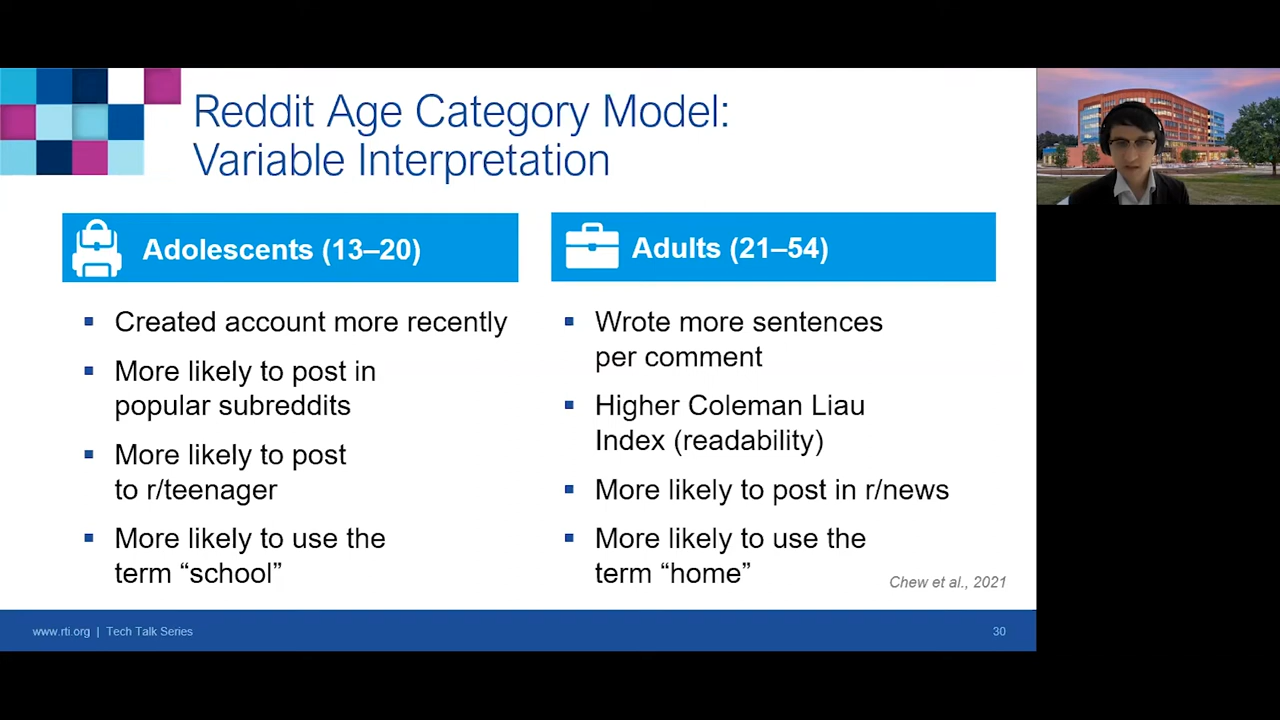 Reddit Age Category Model:
Variable Interpretation
Adolescents (13–20)
▪ Created account more recently
▪ More likely to post in
popular subreddits
▪ More likely to post
to r/teenager
▪ More likely to use the
term “school”
Adults (21–54)
▪ Wrote more sentences
per comment
▪ Higher Coleman Liau
Index (readability)
▪ More likely to post in r/news
▪ More likely to use the
term “home”
Chew et al., 2021
www.rti.org | Tech Talk Series
30